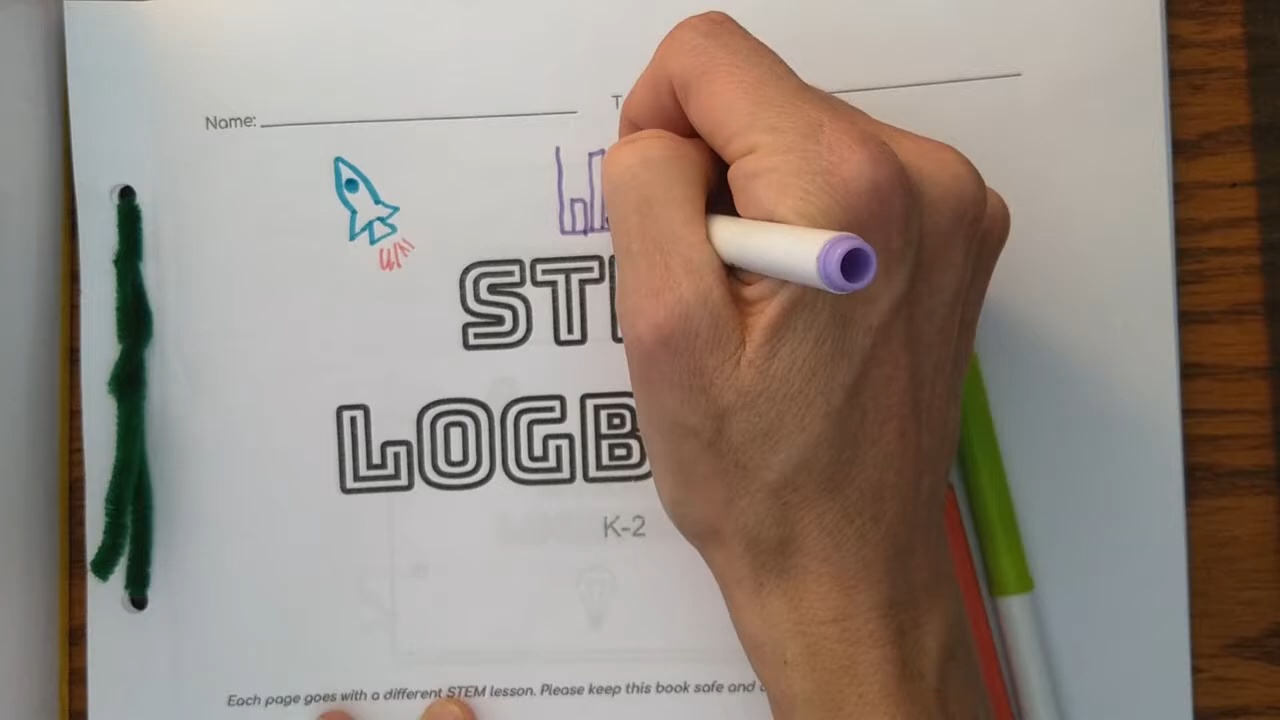 Name:
T
ST
LOGB
K-2
Each page goes with a different STEM lesson. Please keep this book safe and